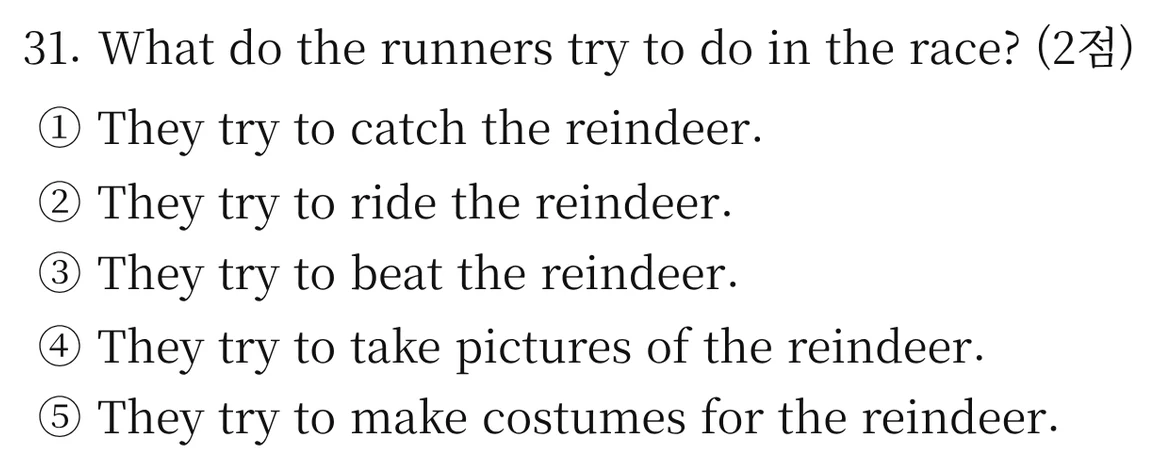 31. What do the runners try to do in the race? (2점)
① They try to catch the reindeer.
② They try to ride the reindeer.
③ They try to beat the reindeer.
④ They try to take pictures of the reindeer.
⑤ They try to make costumes for the reindeer.